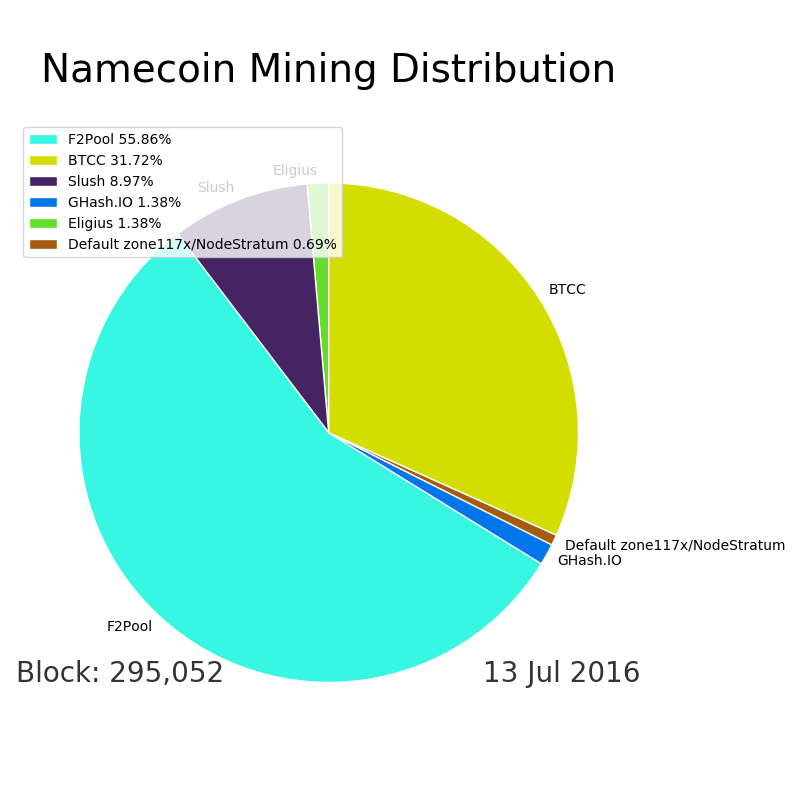 Namecoin Mining Distribution
F2Pool 55.86%
BTCC 31.72%
Slush 8.97%
GHash.IO 1.38%
Eligius 1.38%
Default zone117x/NodeStratum 0.69%
Eligius
Slush
BTCC
Default zone117x/NodeStratum
GHash.IO
F2Pool
Block: 295,052
13 Jul 2016